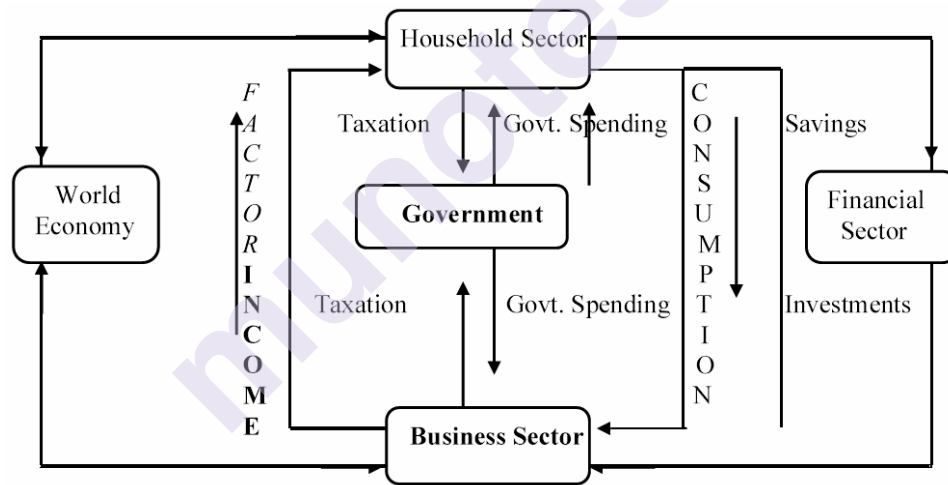 Household Sector
FACTOR INCOME
Taxation
Govt. Spending
CONSUMPTION
Savings
World
Economy
Government
Financial
Sector
Taxation
Govt. Spending
Investments
Business Sector
munotes